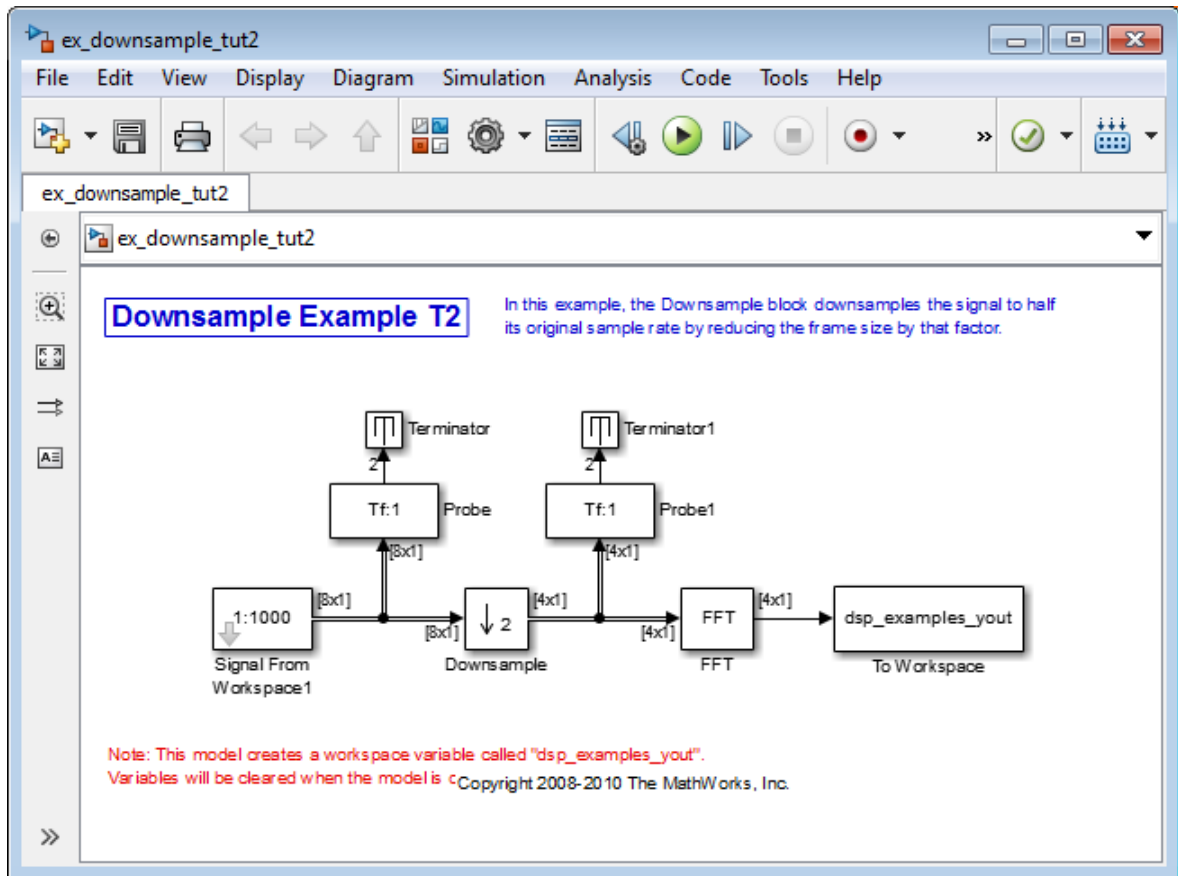 ex_downsample_tut2
File Edit View Display Diagram Simulation Analysis Code Tools Help
ex_downsample_tut2
ex_downsample_tut2
Downsample Example T2
In this example, the Downsample block downsamples the signal to half
its original sample rate by reducing the frame size by that factor.
Terminator
Terminator1
2
2
Tf:1
Probe
Tf:1
Probe1
[8x1]
[4x1]
1:1000
[8x1]
[8x1]
2
[4x1]
[4x1]
FFT
[4x1]
dsp_examples_yout
Signal From
Workspace1
Downsample
FFT
To Workspace
Note: This model creates a workspace variable called "dsp_examples_yout".
Variables will be cleared when the model is c
Copyright 2008-2010 The MathWorks, Inc.